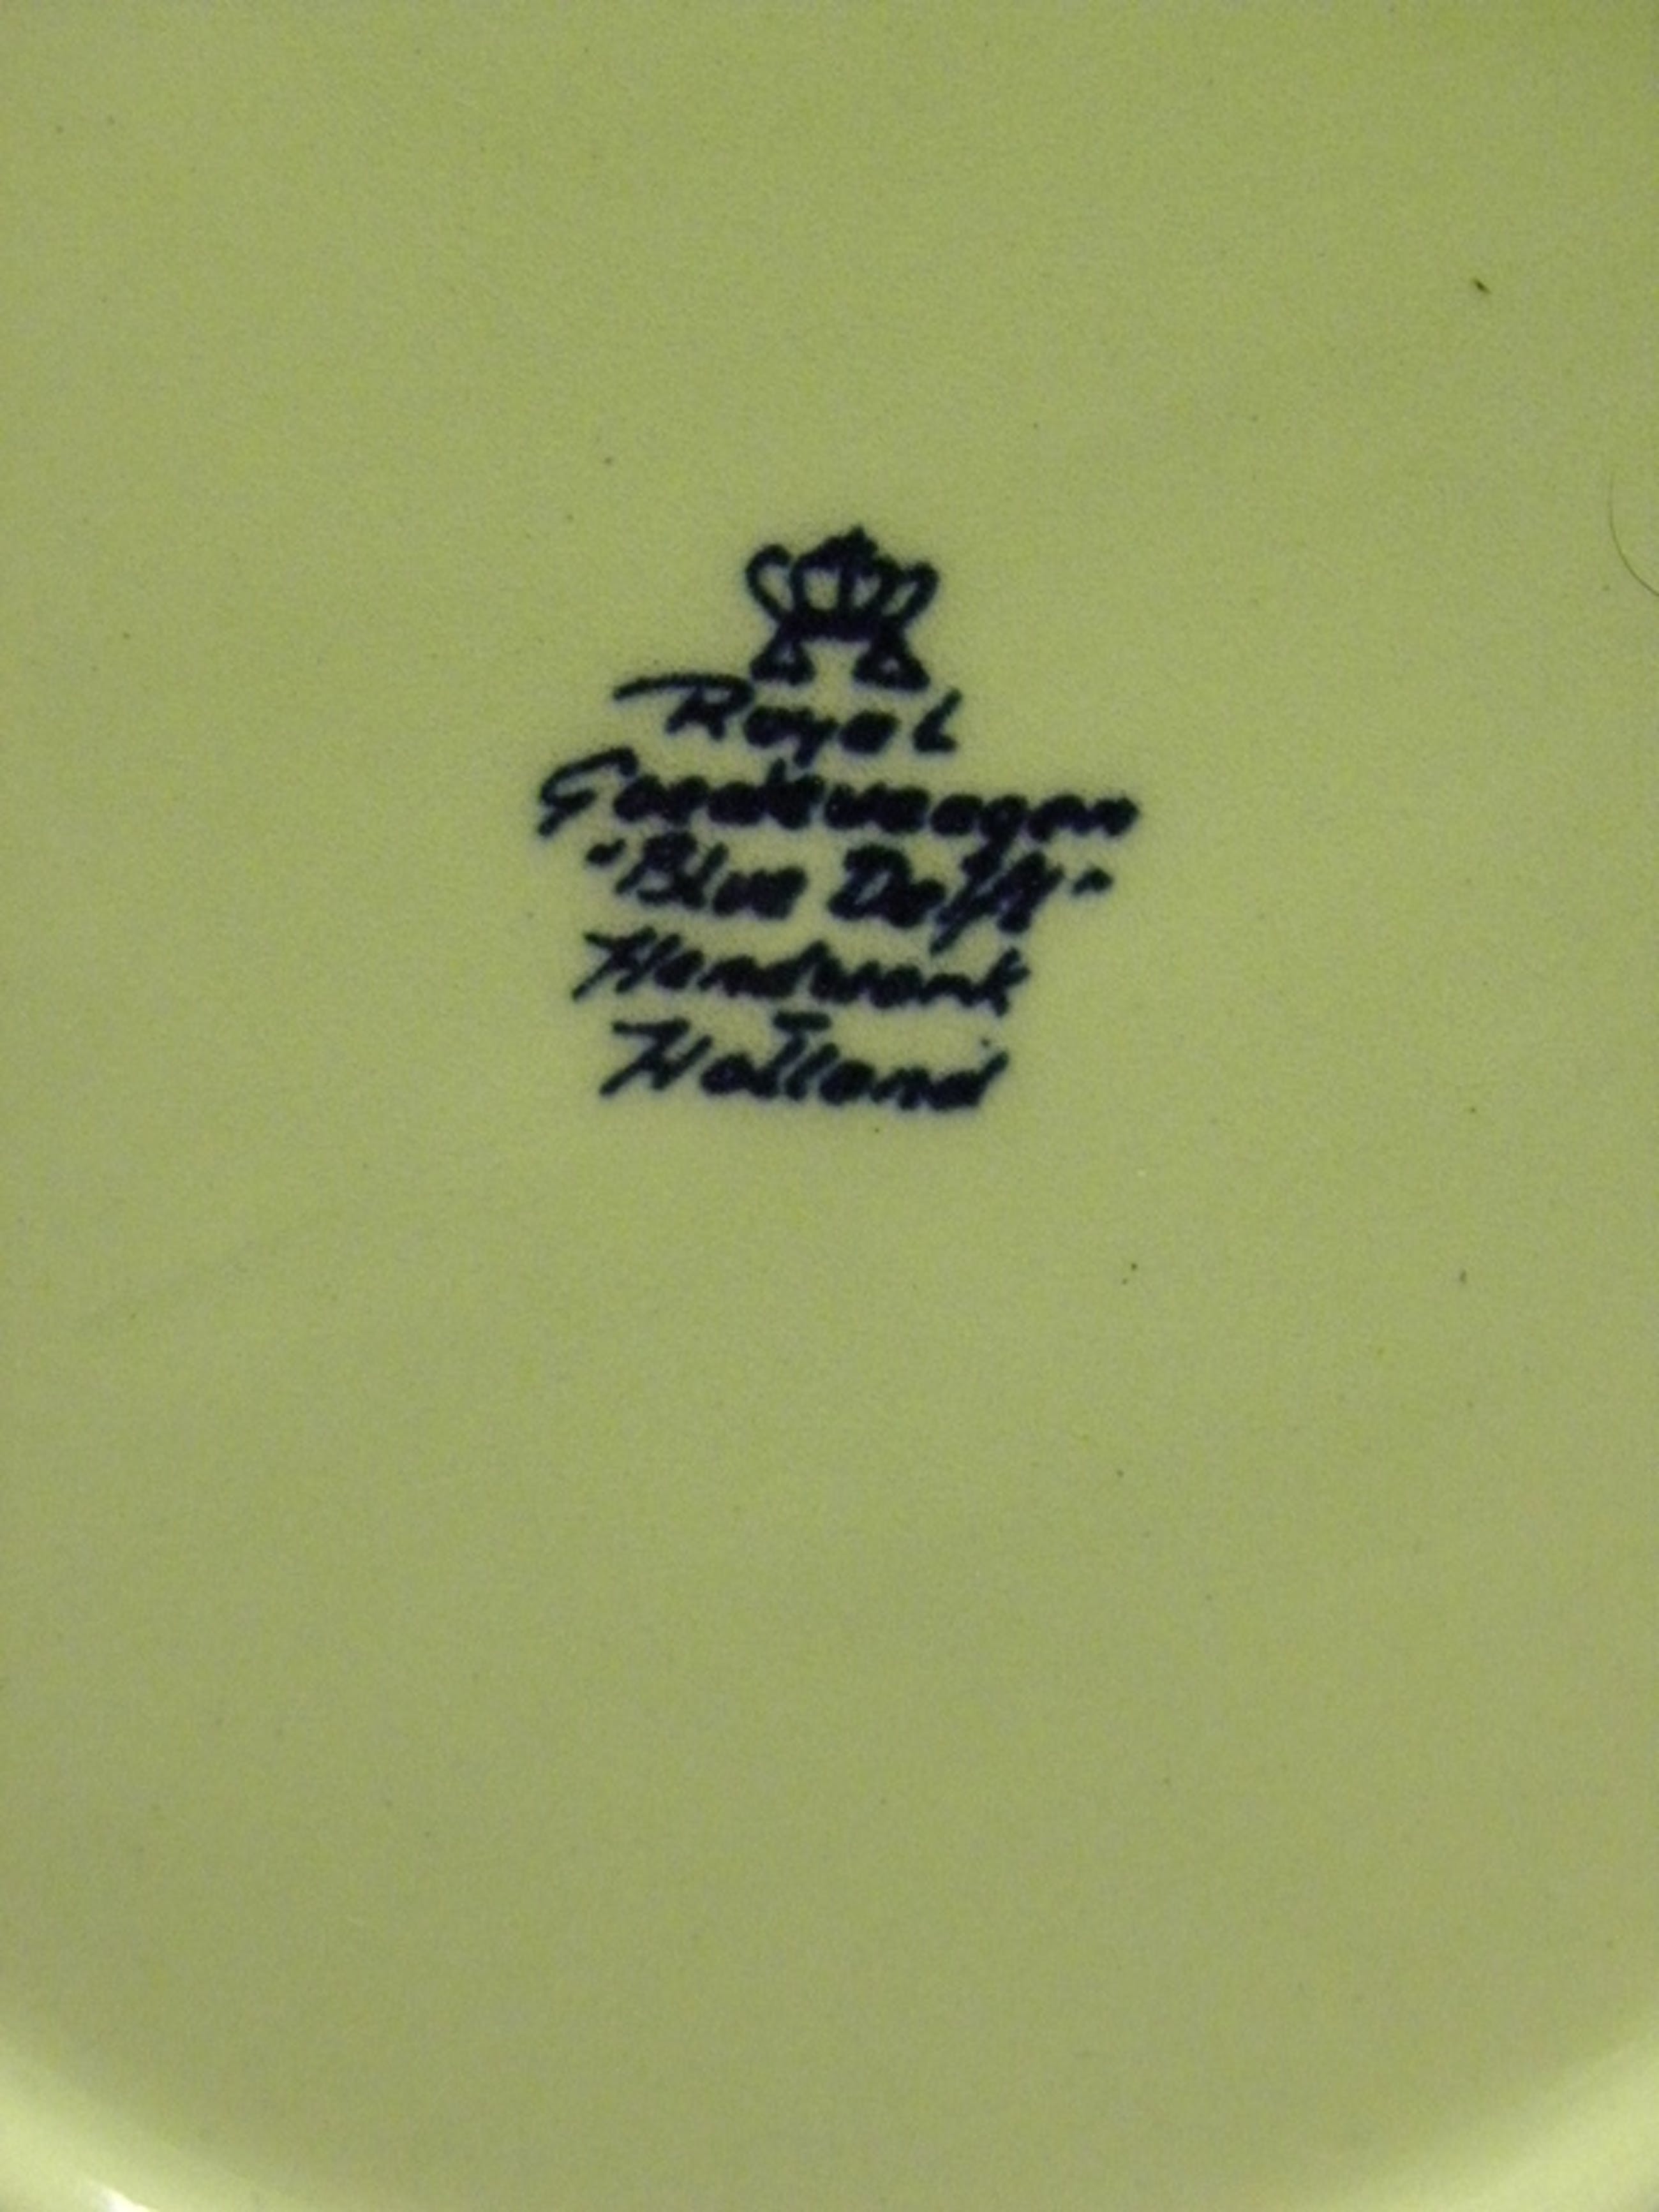 Royal
Goedewaagen
"Blue Delft"
Handwork
Holland